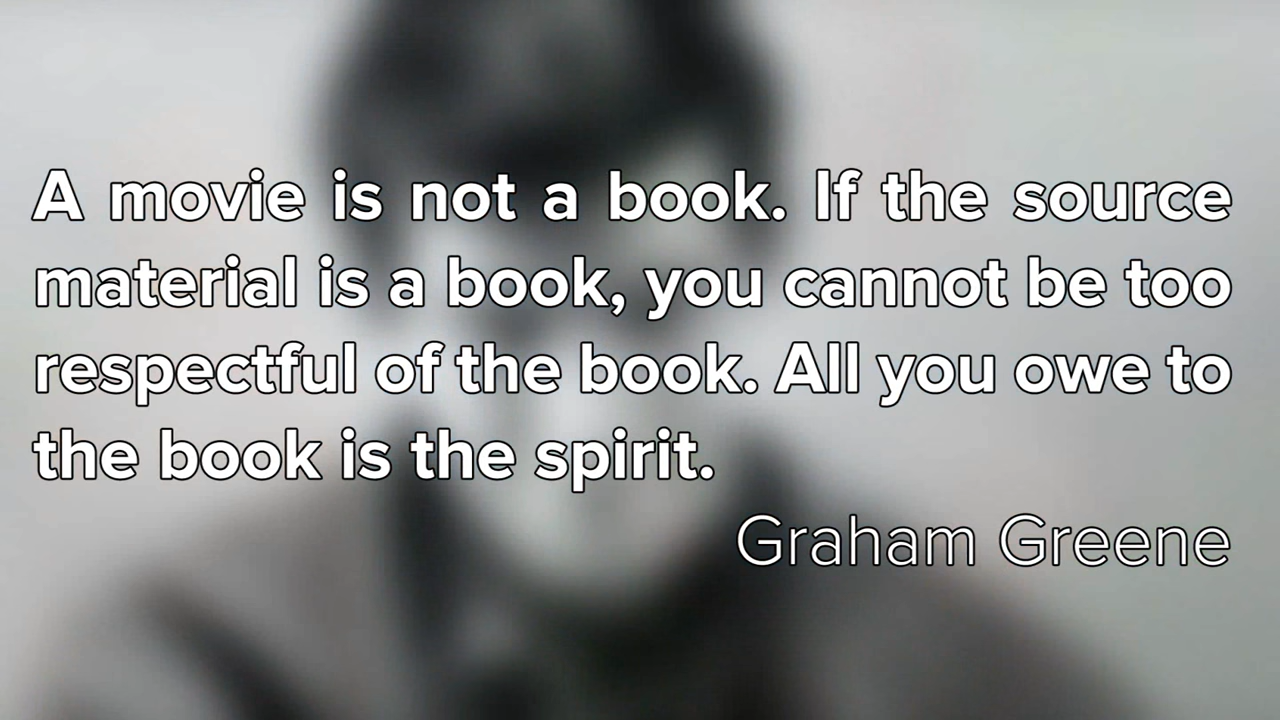 A movie is not a book. If the source
material is a book, you cannot be too
respectful of the book. All you owe to
the book is the spirit.
Graham Greene